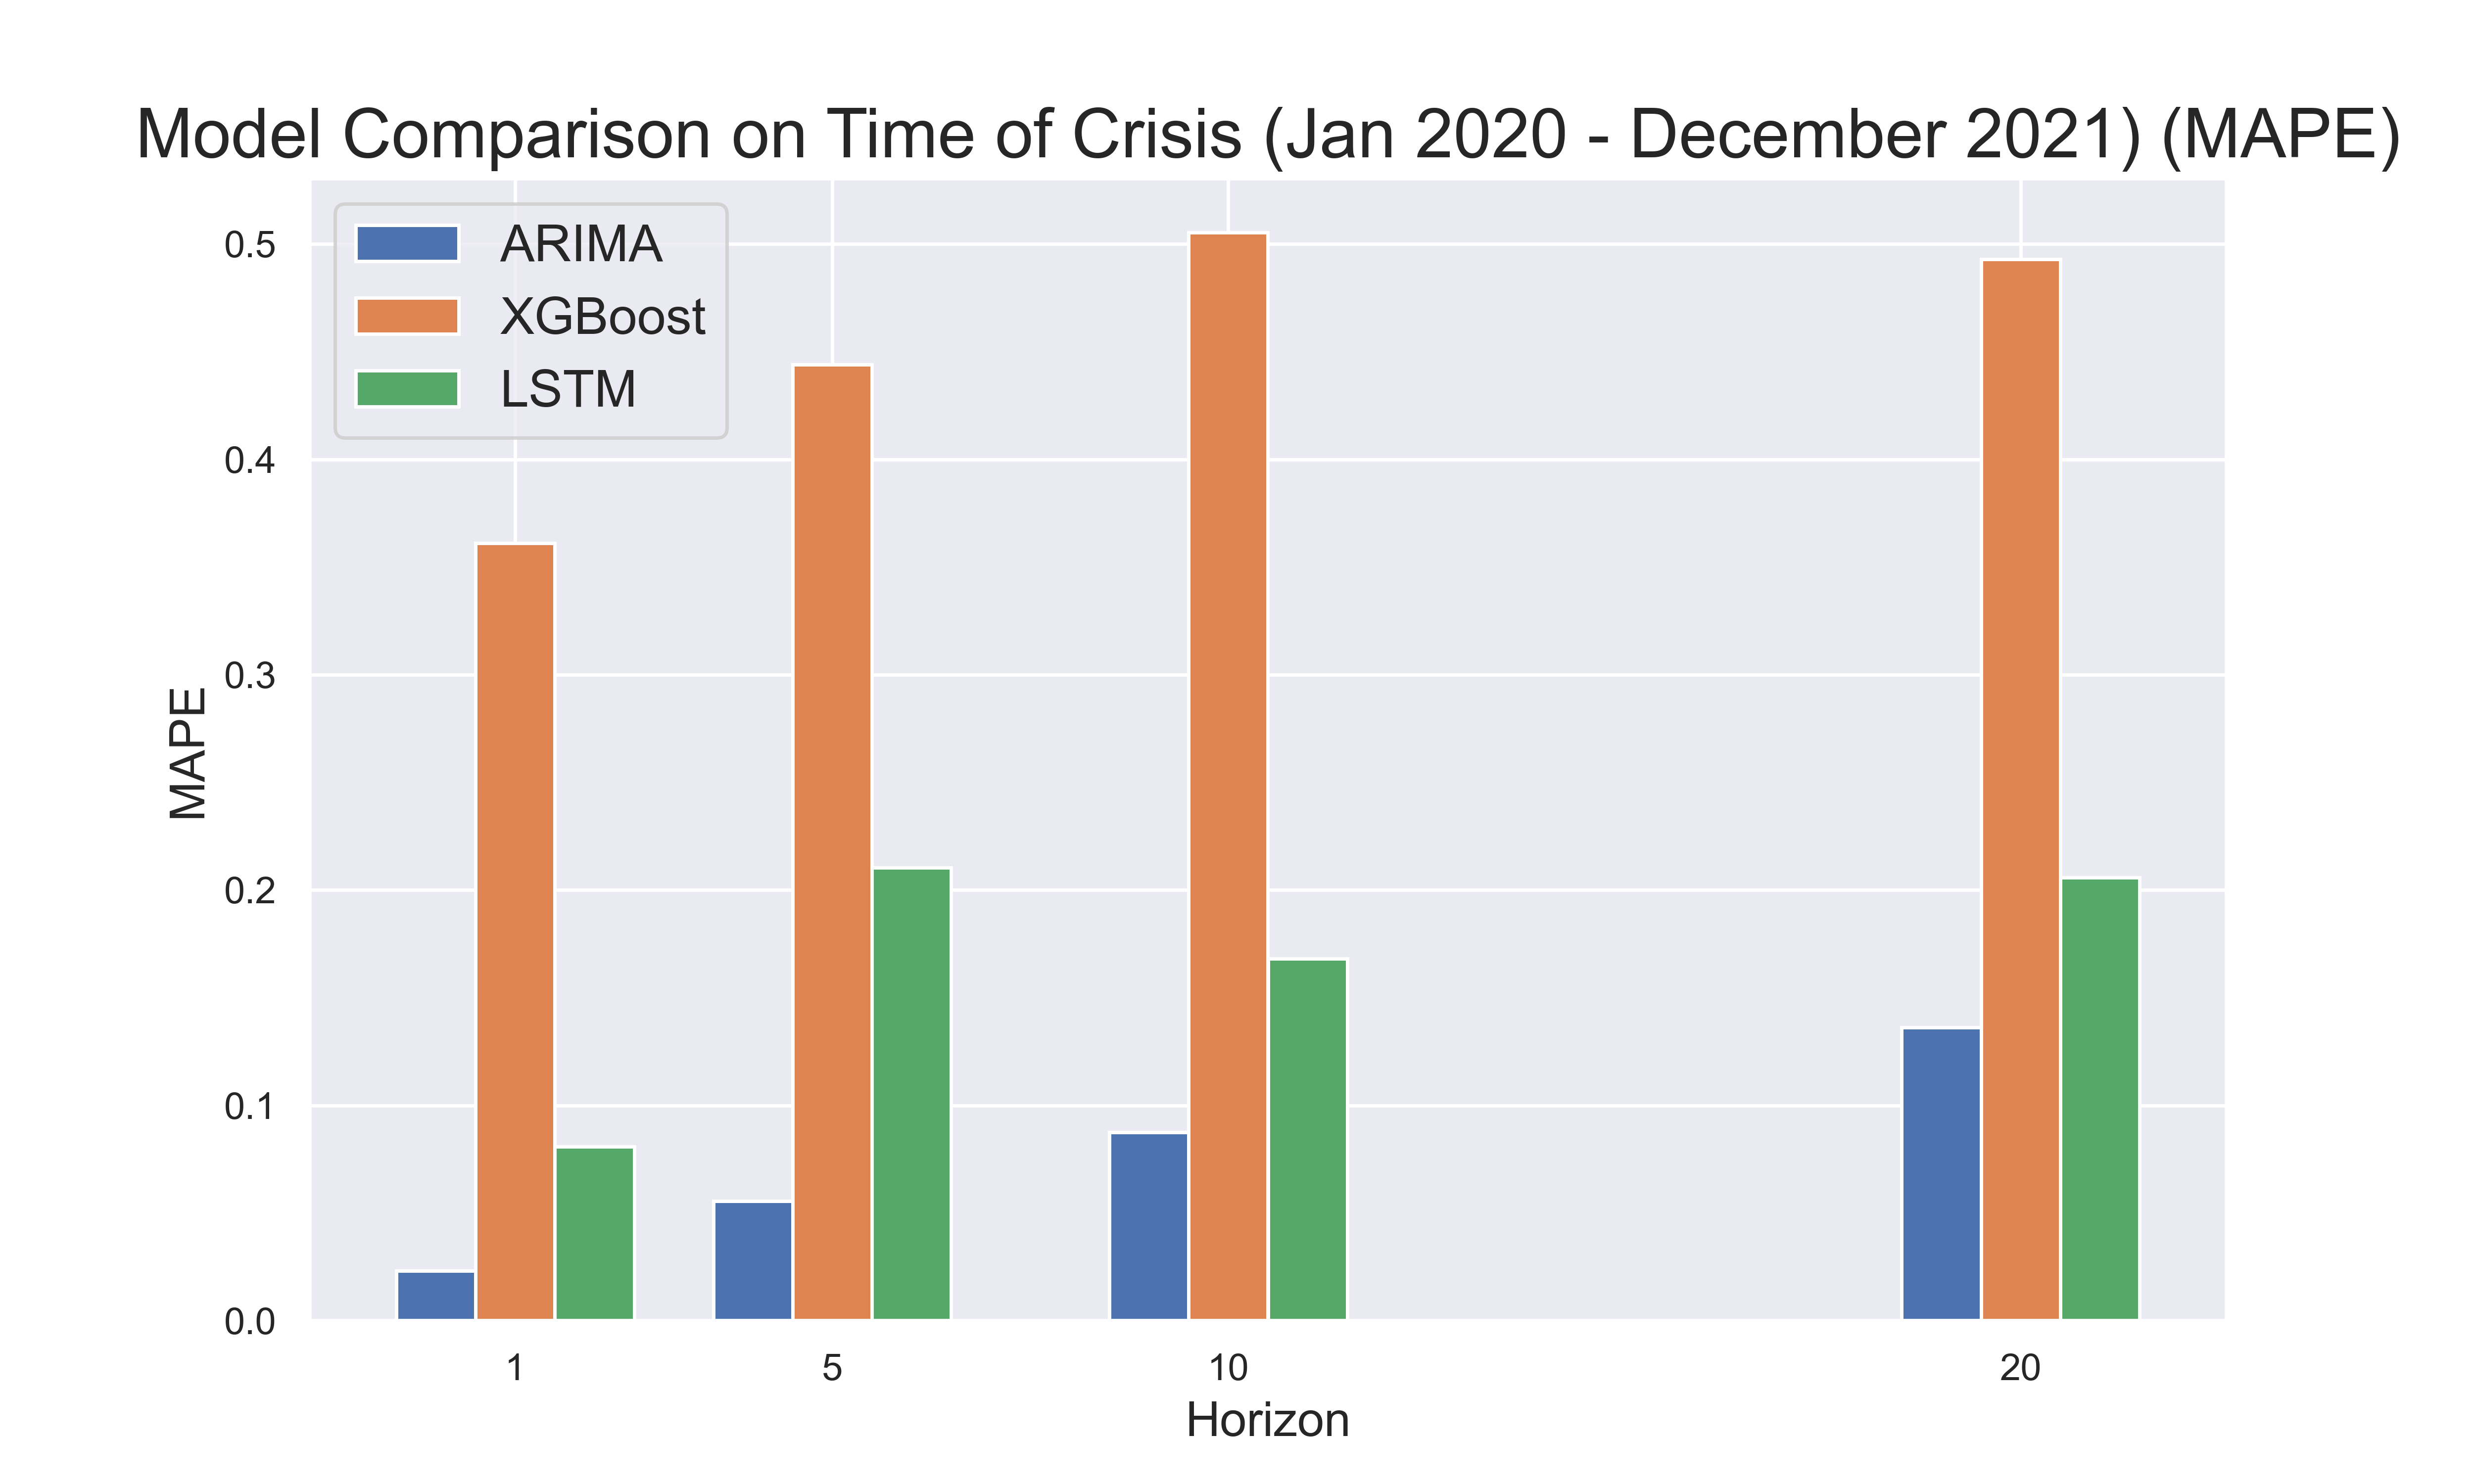 Model Comparison on Time of Crisis (Jan 2020 - December 2021) (MAPE)
ARIMA
XGBoost
LSTM
MAPE
0.5
0.4
0.3
0.2
0.1
0.0
1 5 10 20
Horizon